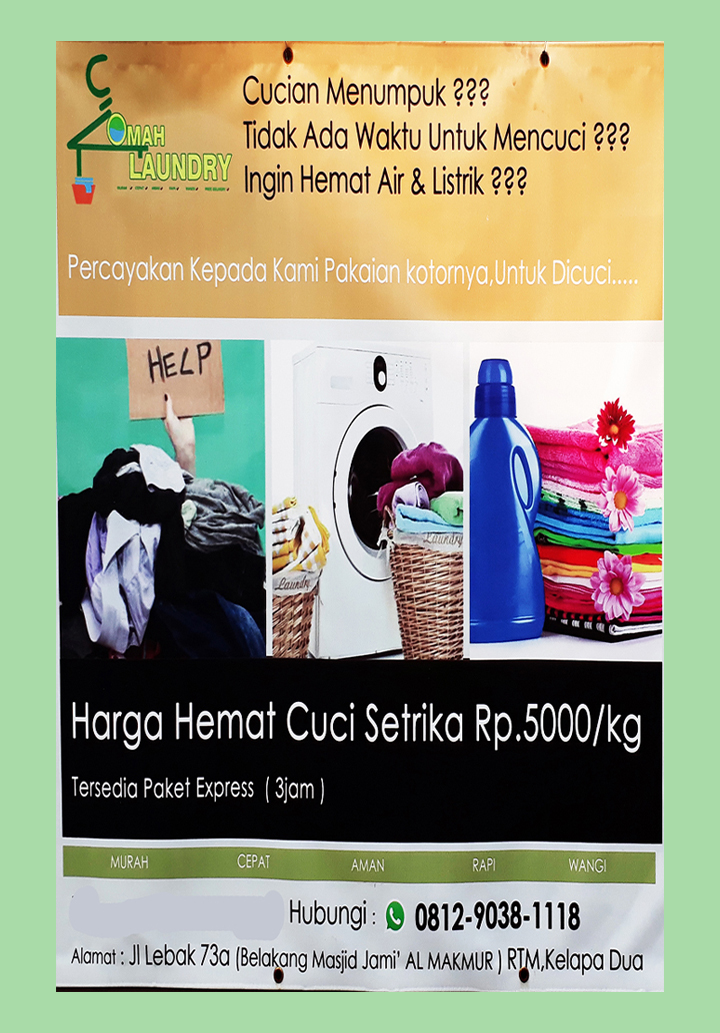 OMAH
LAUNDRY
Cucian Menumpuk ???
Tidak Ada Waktu Untuk Mencuci ???
Ingin Hemat Air & Listrik ???
Percayakan Kepada Kami Pakaian kotornya,Untuk Dicuci.....
HELP
Laundry
Laundry
Harga Hemat Cuci Setrika Rp.5000/kg
Tersedia Paket Express ( 3jam )
MURAH CEPAT AMAN RAPI WANGI
Hubungi : 0812-9038-1118
Alamat : Jl Lebak 73a (Belakang Masjid Jami' AL MAKMUR ) RTM,Kelapa Dua